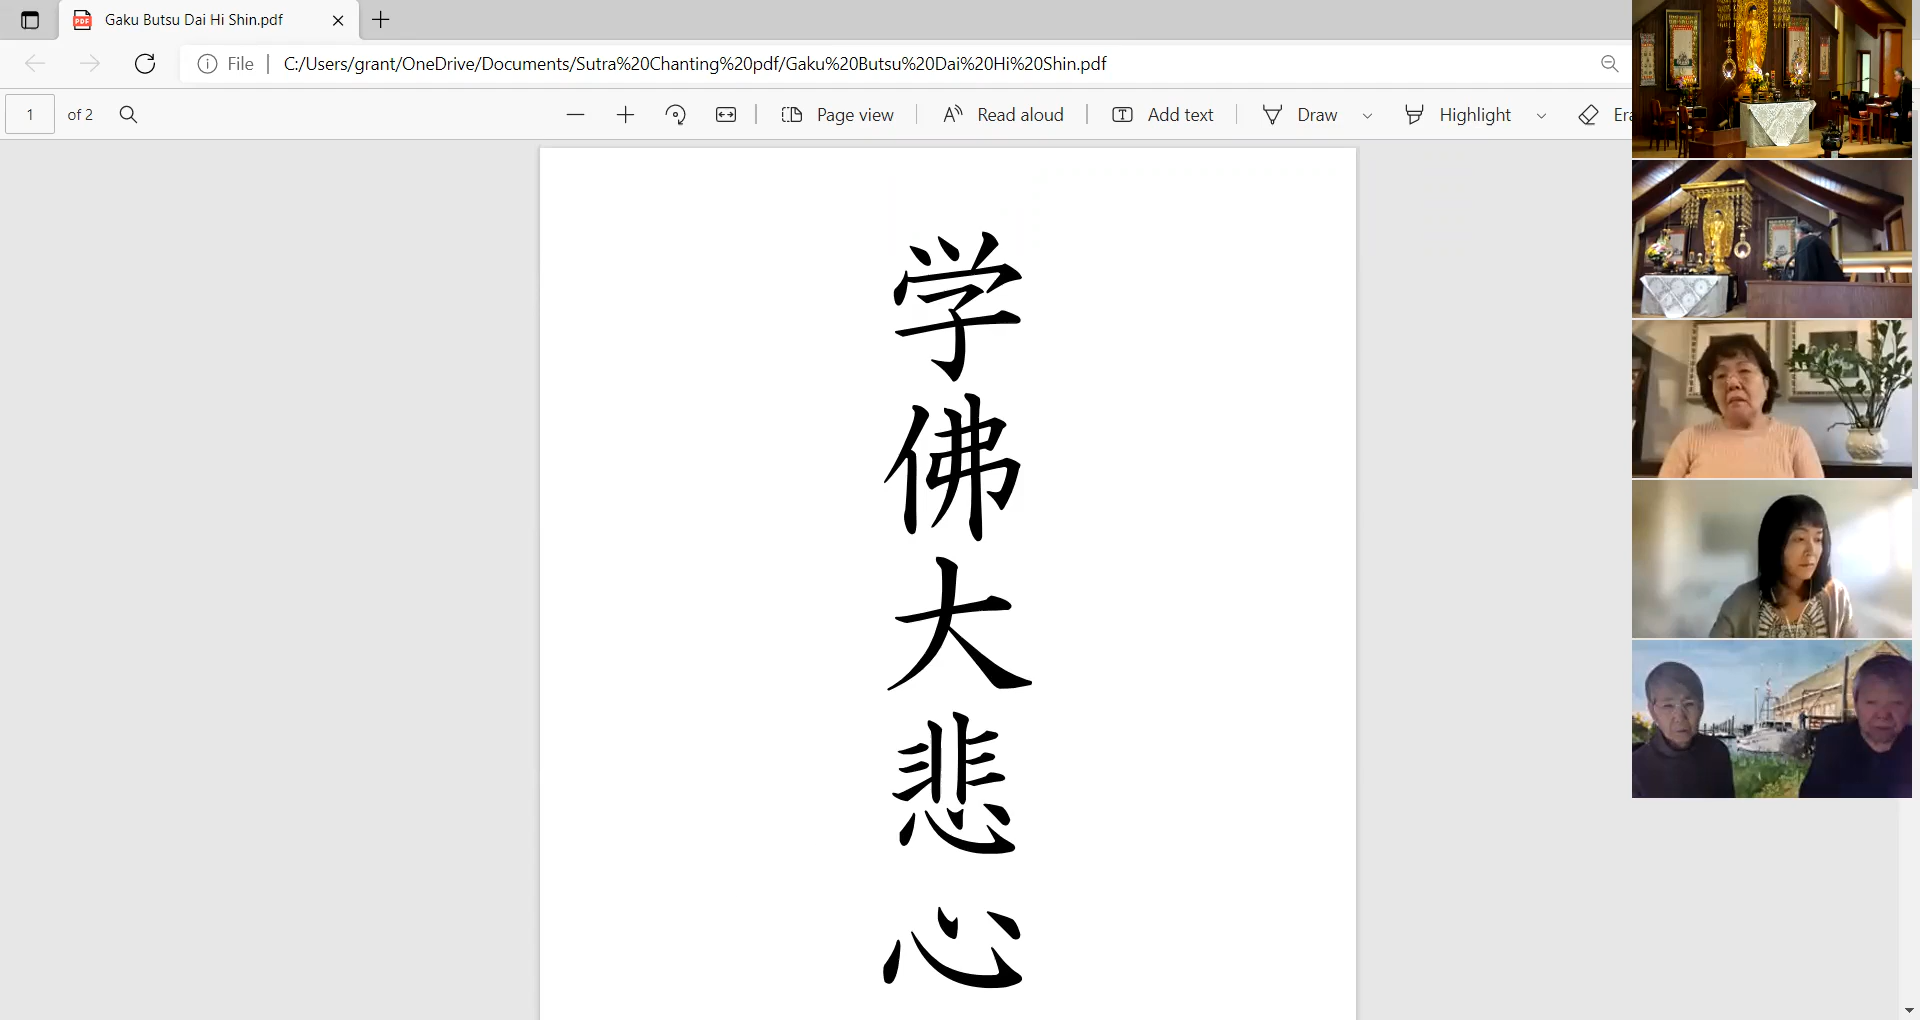 Gaku Butsu Dai Hi Shin.pdf
File
C:/Users/grant/OneDrive/Documents/Sutra%20Chanting%20pdf/Gaku%20Butsu%20Dai%20Hi%20Shin.pdf
1 of 2
Page view
Read aloud
Add text
Draw
Highlight
Era
学佛大悲心